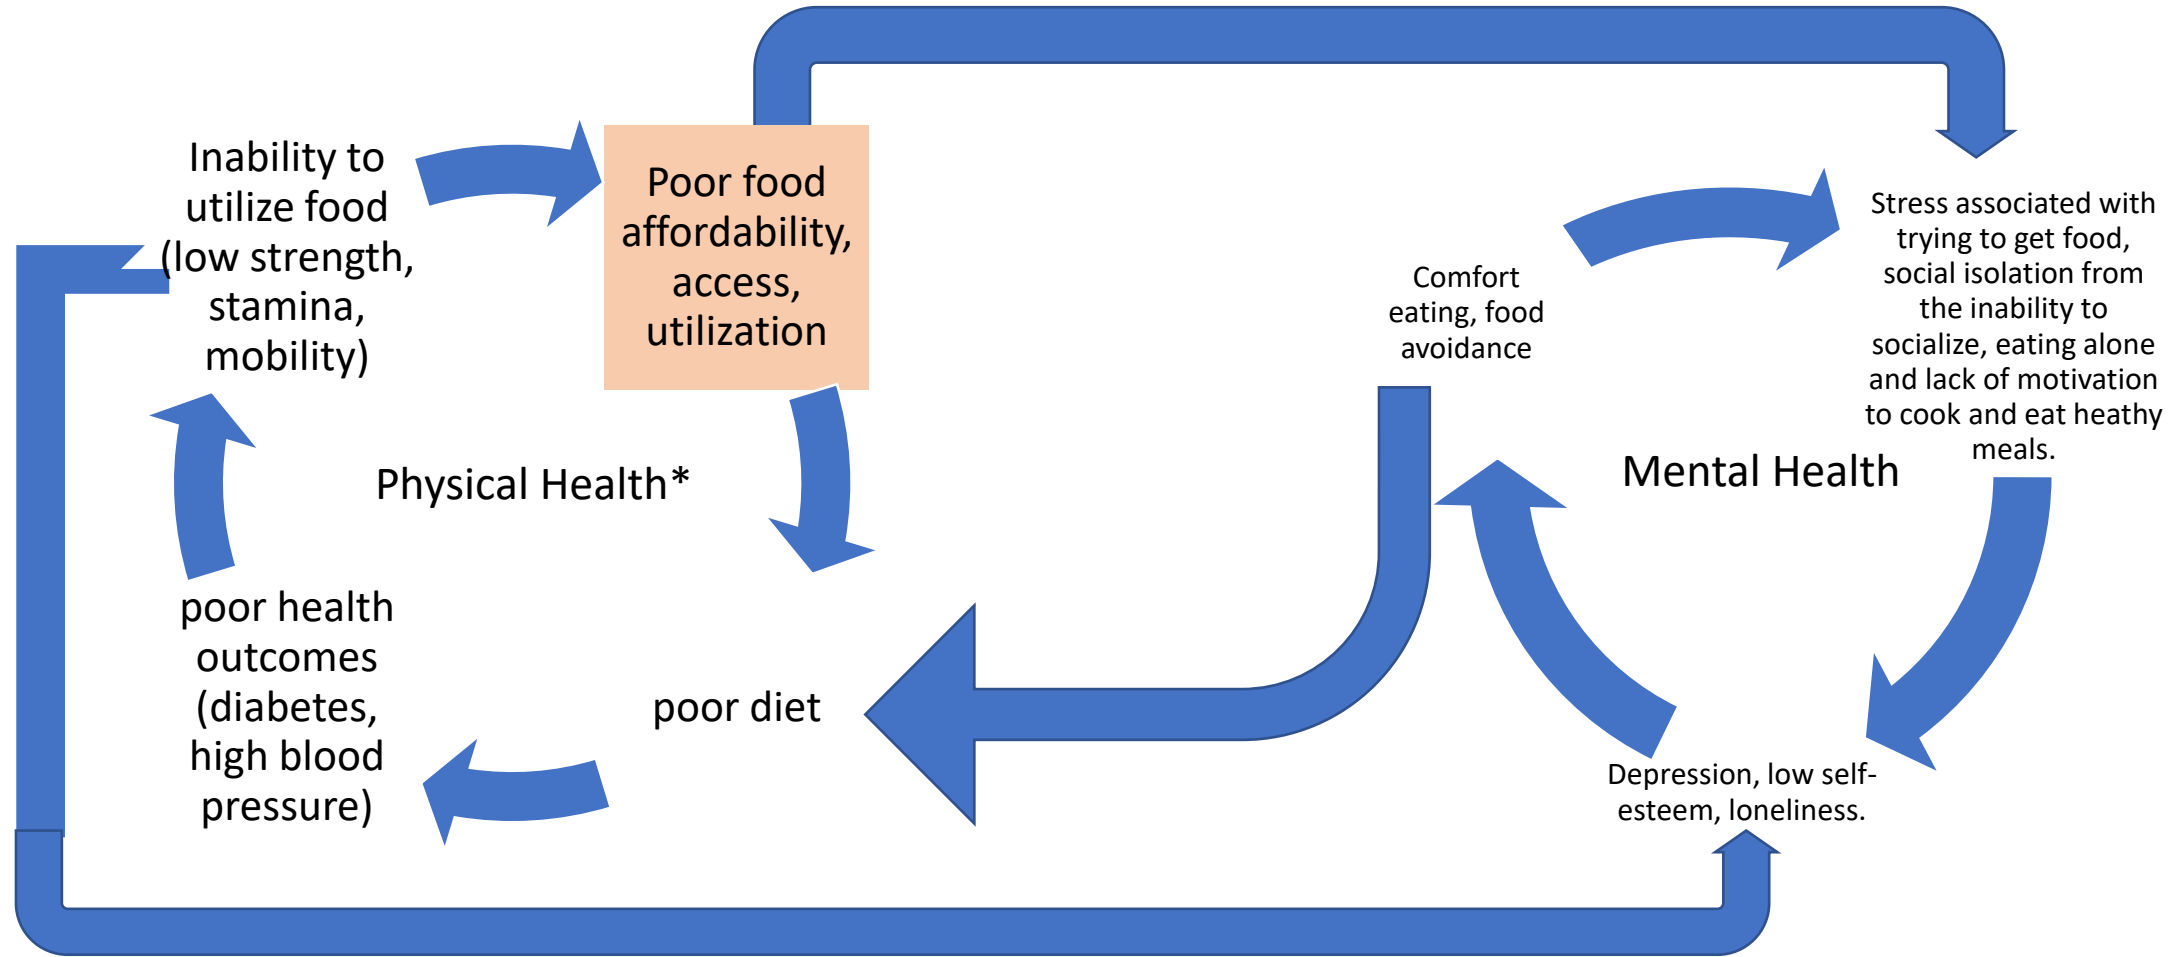 Inability to
utilize food
(low strength,
stamina,
mobility)
Poor food
affordability,
access,
utilization
Physical Health*
poor health
outcomes
(diabetes,
high blood
pressure)
poor diet
Comfort
eating, food
avoidance
Stress associated with
trying to get food,
social isolation from
the inability to
socialize, eating alone
and lack of motivation
to cook and eat heathy
meals.
Mental Health
Depression, low self-
esteem, loneliness.